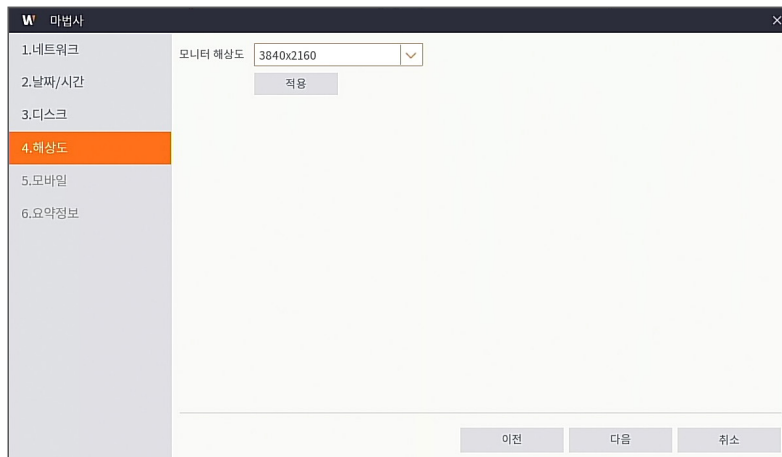 W 마법사
1.네트워크
2.날짜/시간
3.디스크
4.해상도
5.모바일
6.요약정보
모니터 해상도 3840x2160
적용
이전 다음 취소